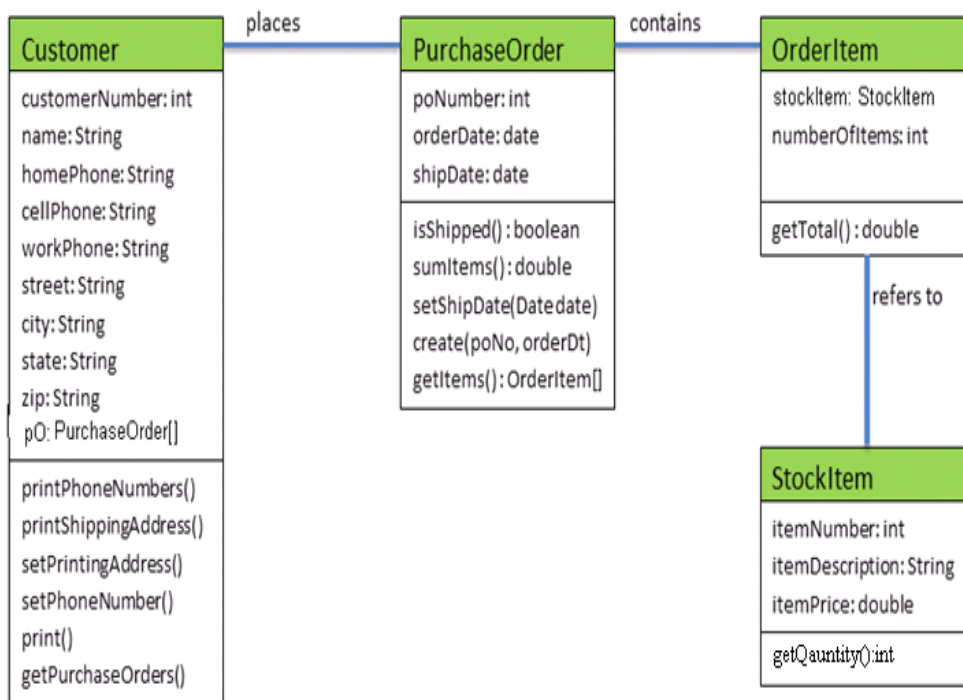 Customer
customerNumber: int
name: String
homePhone: String
cellPhone: String
workPhone: String
street: String
city: String
state: String
zip: String
pO: PurchaseOrder[]
printPhoneNumbers()
printShippingAddress()
setPrintingAddress()
setPhoneNumber()
print()
getPurchaseOrders()
places
PurchaseOrder
poNumber: int
orderDate: date
shipDate: date
isShipped() : boolean
sumItems() : double
setShipDate(Date date)
create(poNo, orderDt)
getItems() : OrderItem[]
contains
OrderItem
stockItem: StockItem
numberOfItems: int
getTotal() : double
refers to
StockItem
itemNumber: int
itemDescription: String
itemPrice: double
getQauntity():int